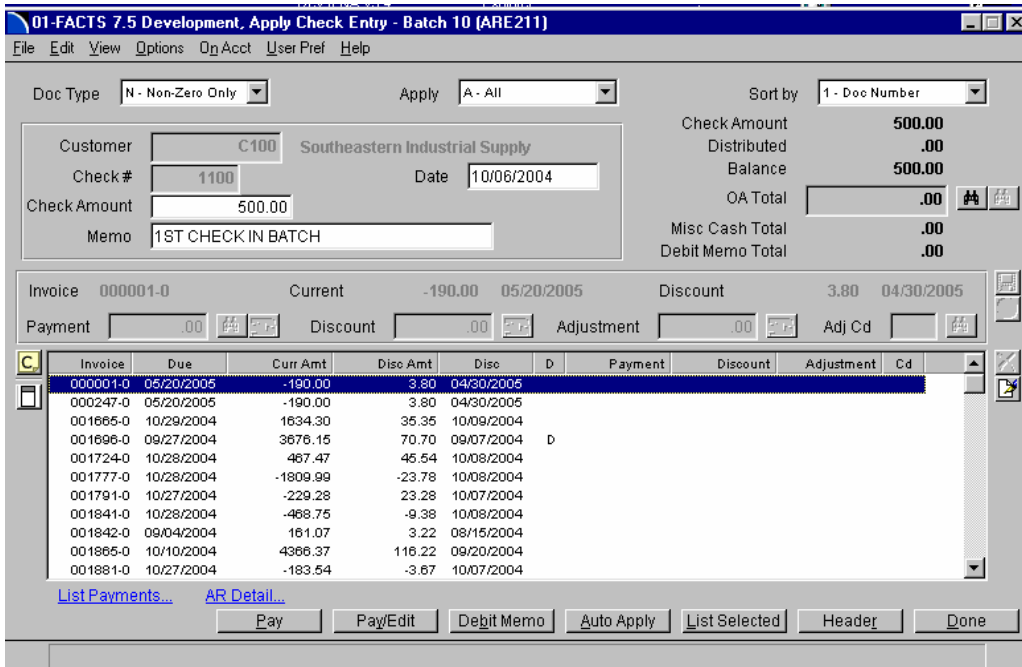 01-FACTS 7.5 Development, Apply Check Entry - Batch 10 (ARE211)
File Edit View Options On Acct User Pref Help
Doc Type N - Non-Zero Only Apply A - All Sort by 1 - Doc Number
Check Amount 500.00
Customer C100 Southeastern Industrial Supply Distributed .00
Check # 1100 Date 10/06/2004 Balance 500.00
Check Amount 500.00 OA Total .00
Memo 1ST CHECK IN BATCH Misc Cash Total .00
Debit Memo Total .00
Invoice 000001-0 Current -190.00 05/20/2005 Discount 3.80 04/30/2005
Payment .00 Discount .00 Adjustment .00 Adj Cd
C Invoice Due Curr Amt Disc Amt Disc D Payment Discount Adjustment Cd
000001-0 05/20/2005 -190.00 3.80 04/30/2005
000247-0 05/20/2005 -190.00 3.80 04/30/2005
001665-0 10/29/2004 1634.30 35.35 10/09/2004
001696-0 09/27/2004 3676.15 70.70 09/07/2004 D
001724-0 10/28/2004 467.47 45.54 10/08/2004
001777-0 10/28/2004 -1809.99 -23.78 10/08/2004
001791-0 10/27/2004 -229.28 23.28 10/07/2004
001841-0 10/28/2004 -468.75 -9.38 10/08/2004
001842-0 09/04/2004 161.07 3.22 08/15/2004
001865-0 10/10/2004 4366.37 116.22 09/20/2004
001881-0 10/27/2004 -183.54 -3.67 10/07/2004
List Payments... AR Detail...
Pay Pay/Edit Debit Memo Auto Apply List Selected Header Done